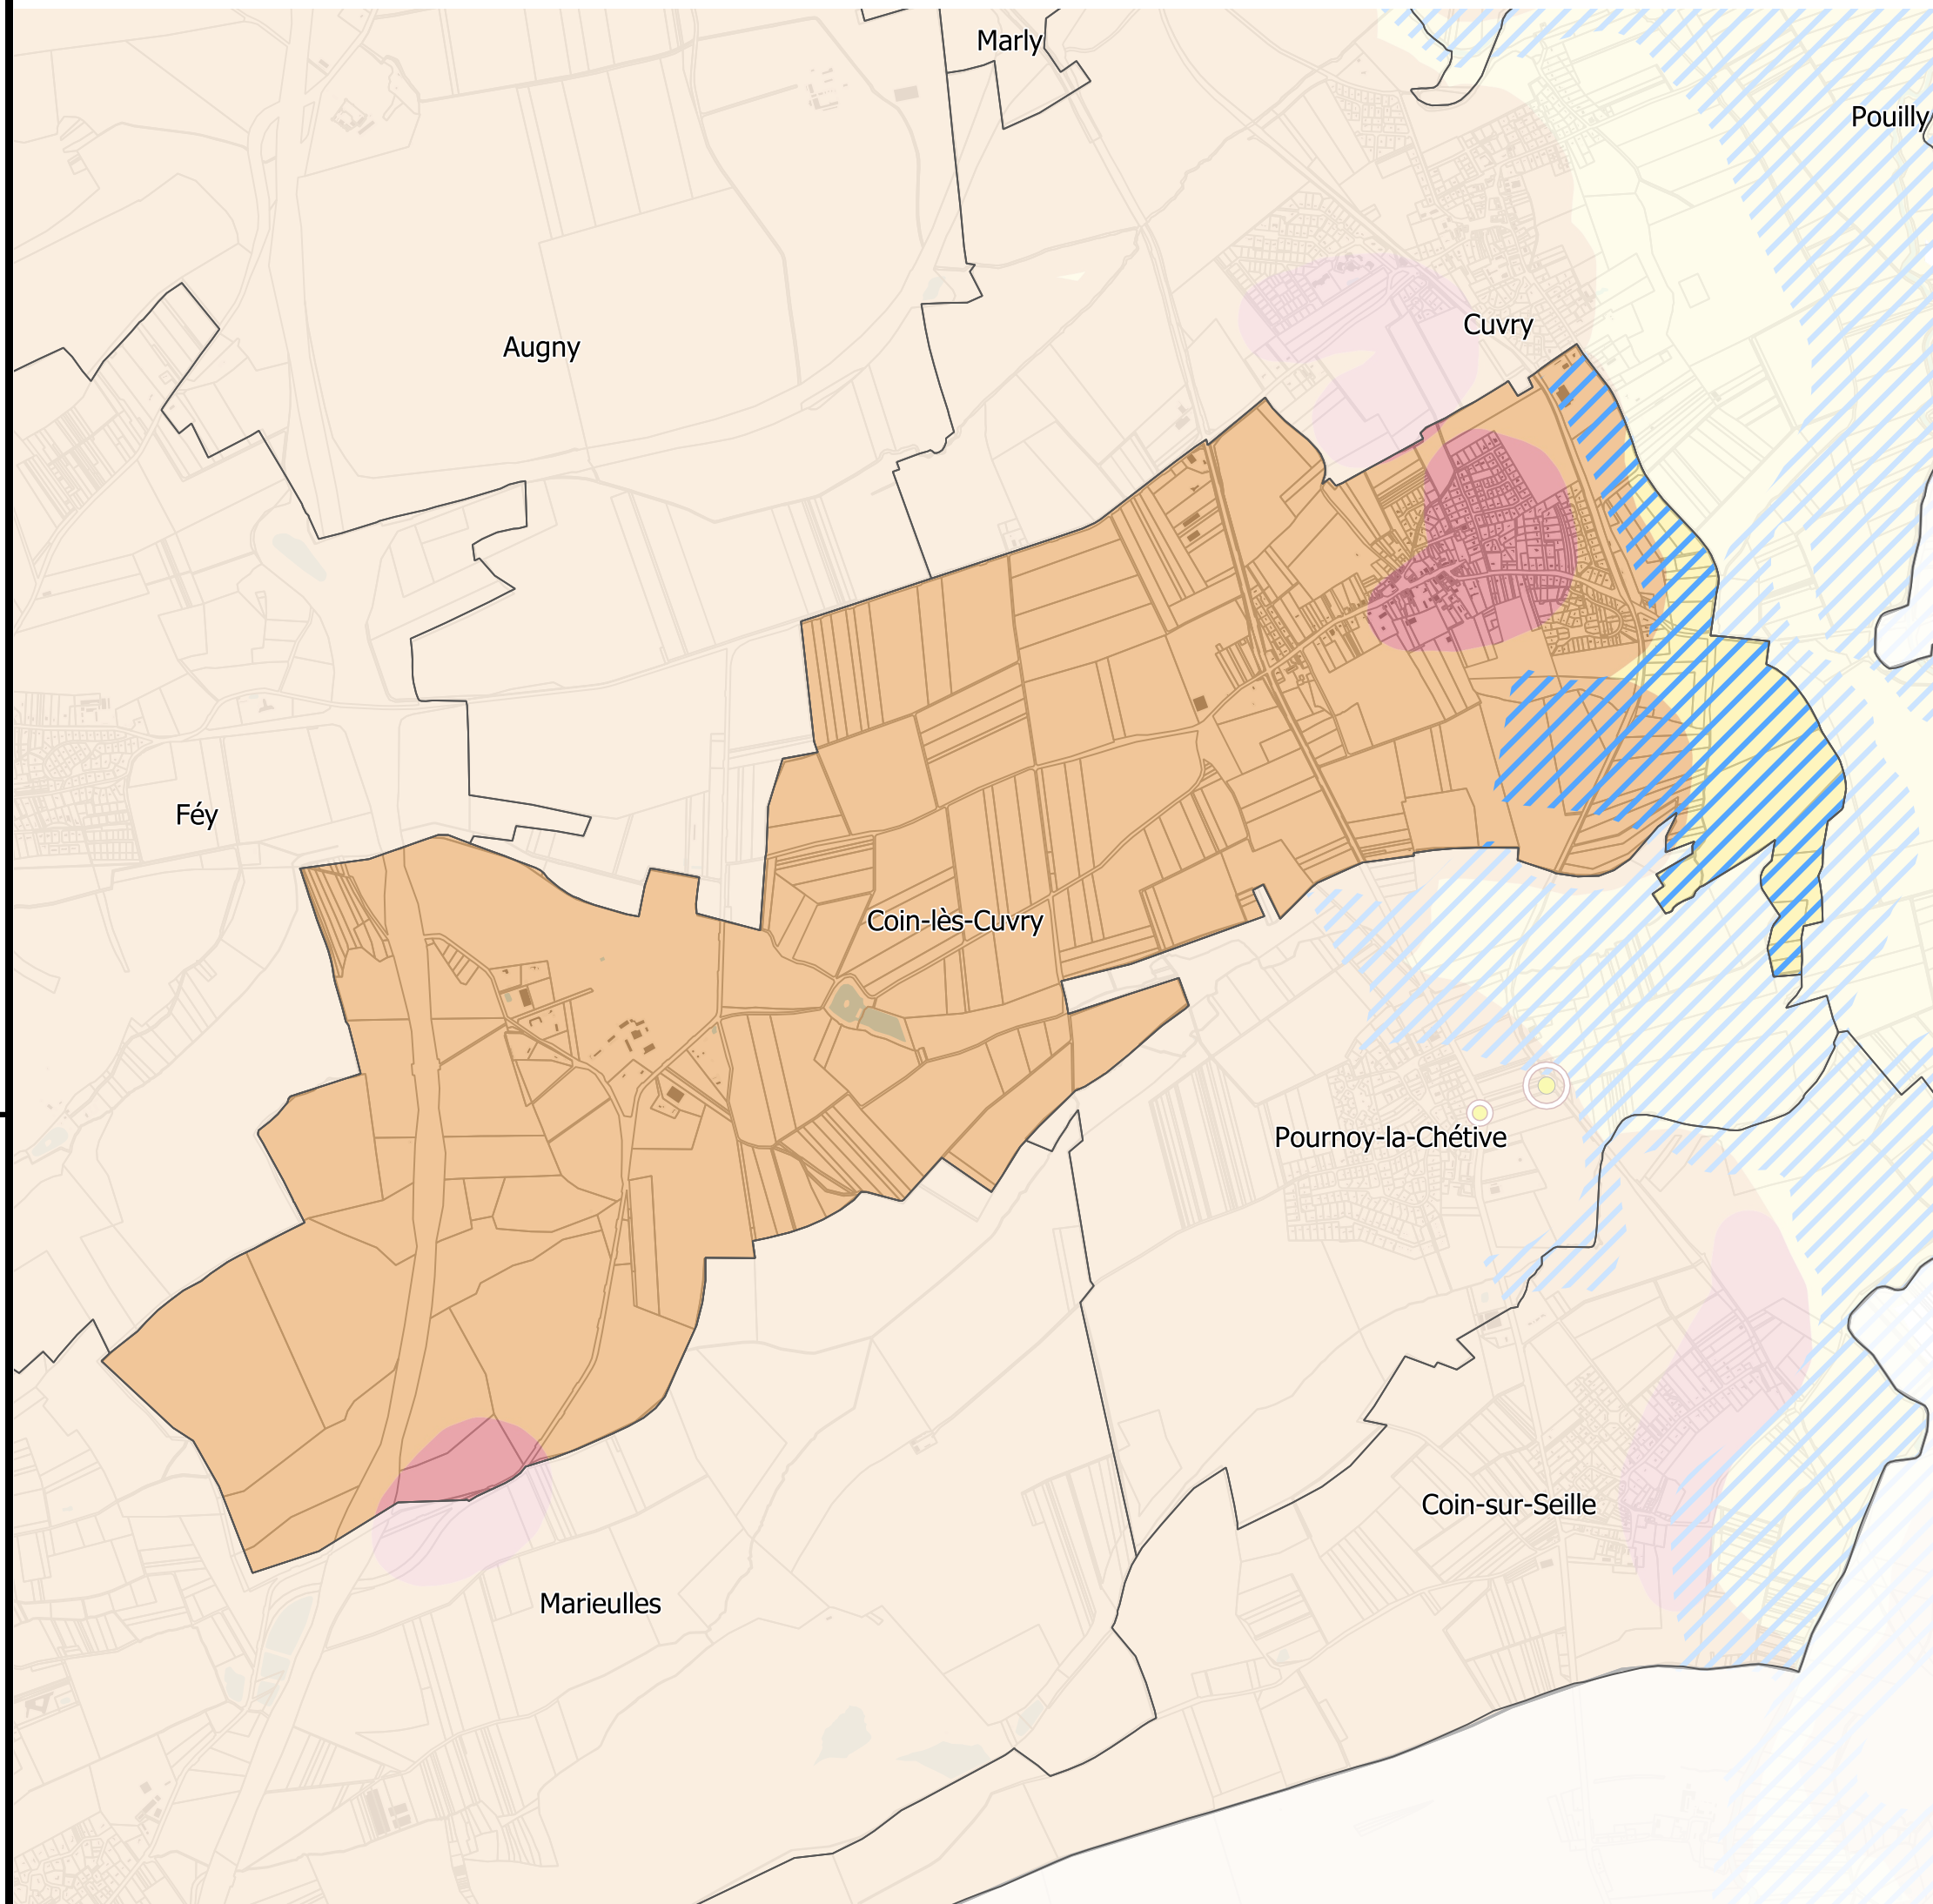 Marly
Pouilly
Cuvry
Augny
Féy
Coin-lès-Cuvry
Pournoy-la-Chétive
Coin-sur-Seille
Marieulles